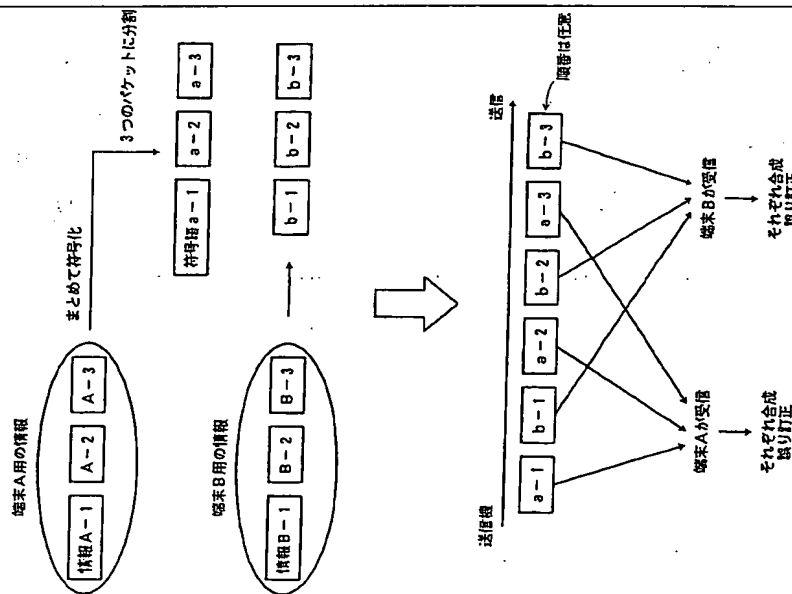 端末A用の情報
情報A-1 A-2 A-3
まとめて符号化
3つのパケットに分割
符号語a-1 a-2 a-3
端末B用の情報
情報B-1 B-2 B-3
b-1 b-2 b-3
送信機
送信
a-1 b-1 a-2 b-2 a-3 b-3
順番は任意
端末Aが受信
端末Bが受信
それぞれ合成
誤り訂正
それぞれ合成
誤り訂正